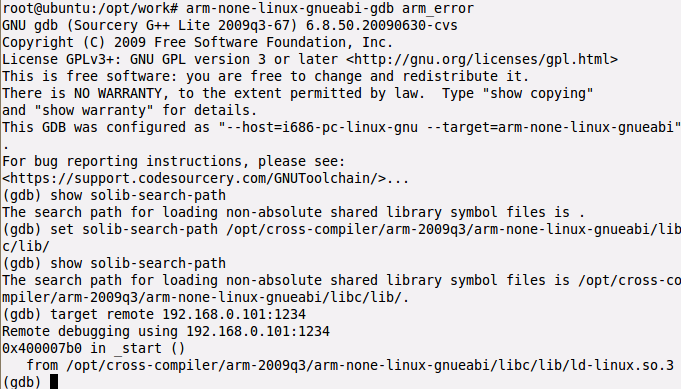 root@ubuntu:/opt/work# arm-none-linux-gnueabi-gdb arm_error
GNU gdb (Sourcery G++ Lite 2009q3-67) 6.8.50.20090630-cvs
Copyright (C) 2009 Free Software Foundation, Inc.
License GPLv3+: GNU GPL version 3 or later <http://gnu.org/licenses/gpl.html>
This is free software: you are free to change and redistribute it.
There is NO WARRANTY, to the extent permitted by law.  Type "show copying"
and "show warranty" for details.
This GDB was configured as "--host=i686-pc-linux-gnu --target=arm-none-linux-gnueabi"
.
For bug reporting instructions, please see:
<https://support.codesourcery.com/GNUToolchain/>...
(gdb) show solib-search-path
The search path for loading non-absolute shared library symbol files is .
(gdb) set solib-search-path /opt/cross-compiler/arm-2009q3/arm-none-linux-gnueabi/lib
c/lib/
(gdb) show solib-search-path
The search path for loading non-absolute shared library symbol files is /opt/cross-co
mpiler/arm-2009q3/arm-none-linux-gnueabi/libc/lib/.
(gdb) target remote 192.168.0.101:1234
Remote debugging using 192.168.0.101:1234
0x400007b0 in _start ()
   from /opt/cross-compiler/arm-2009q3/arm-none-linux-gnueabi/libc/lib/ld-linux.so.3
(gdb)